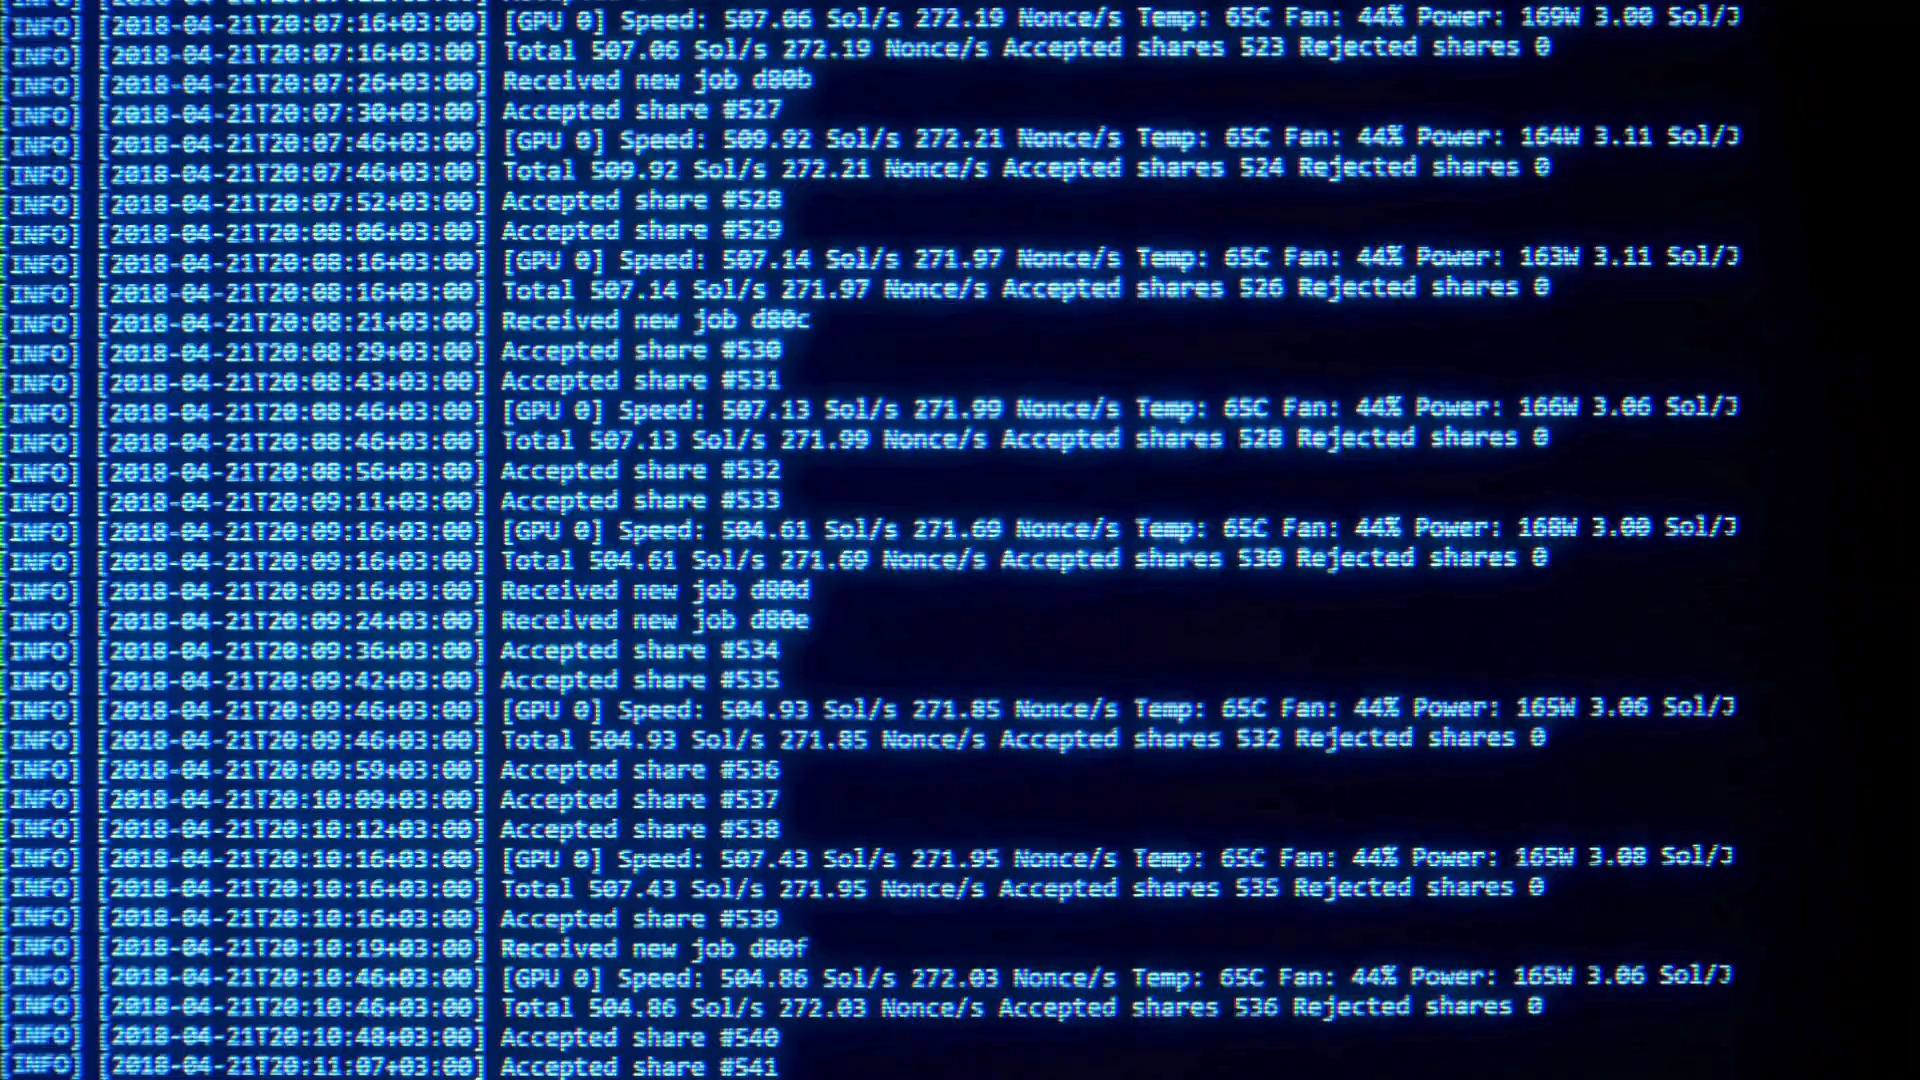 [INFO] [2018-04-21T20:07:16+03:00] [GPU 0] Speed: 507.06 Sol/s 272.19 Nonce/s Temp: 65C Fan: 44% Power: 169W 3.00 Sol/J
[INFO] [2018-04-21T20:07:16+03:00] Total 507.06 Sol/s 272.19 Nonce/s Accepted shares 523 Rejected shares 0
[INFO] [2018-04-21T20:07:26+03:00] Received new job d80b
[INFO] [2018-04-21T20:07:30+03:00] Accepted share #527
[INFO] [2018-04-21T20:07:46+03:00] [GPU 0] Speed: 509.92 Sol/s 272.21 Nonce/s Temp: 65C Fan: 44% Power: 164W 3.11 Sol/J
[INFO] [2018-04-21T20:07:46+03:00] Total 509.92 Sol/s 272.21 Nonce/s Accepted shares 524 Rejected shares 0
[INFO] [2018-04-21T20:07:52+03:00] Accepted share #528
[INFO] [2018-04-21T20:08:06+03:00] Accepted share #529
[INFO] [2018-04-21T20:08:16+03:00] [GPU 0] Speed: 507.14 Sol/s 271.97 Nonce/s Temp: 65C Fan: 44% Power: 163W 3.11 Sol/J
[INFO] [2018-04-21T20:08:16+03:00] Total 507.14 Sol/s 271.97 Nonce/s Accepted shares 526 Rejected shares 0
[INFO] [2018-04-21T20:08:21+03:00] Received new job d80c
[INFO] [2018-04-21T20:08:29+03:00] Accepted share #530
[INFO] [2018-04-21T20:08:43+03:00] Accepted share #531
[INFO] [2018-04-21T20:08:46+03:00] [GPU 0] Speed: 507.13 Sol/s 271.99 Nonce/s Temp: 65C Fan: 44% Power: 166W 3.06 Sol/J
[INFO] [2018-04-21T20:08:46+03:00] Total 507.13 Sol/s 271.99 Nonce/s Accepted shares 528 Rejected shares 0
[INFO] [2018-04-21T20:08:56+03:00] Accepted share #532
[INFO] [2018-04-21T20:09:11+03:00] Accepted share #533
[INFO] [2018-04-21T20:09:16+03:00] [GPU 0] Speed: 504.61 Sol/s 271.69 Nonce/s Temp: 65C Fan: 44% Power: 168W 3.00 Sol/J
[INFO] [2018-04-21T20:09:16+03:00] Total 504.61 Sol/s 271.69 Nonce/s Accepted shares 530 Rejected shares 0
[INFO] [2018-04-21T20:09:16+03:00] Received new job d80d
[INFO] [2018-04-21T20:09:24+03:00] Received new job d80e
[INFO] [2018-04-21T20:09:36+03:00] Accepted share #534
[INFO] [2018-04-21T20:09:42+03:00] Accepted share #535
[INFO] [2018-04-21T20:09:46+03:00] [GPU 0] Speed: 504.93 Sol/s 271.85 Nonce/s Temp: 65C Fan: 44% Power: 165W 3.06 Sol/J
[INFO] [2018-04-21T20:09:46+03:00] Total 504.93 Sol/s 271.85 Nonce/s Accepted shares 532 Rejected shares 0
[INFO] [2018-04-21T20:09:59+03:00] Accepted share #536
[INFO] [2018-04-21T20:10:09+03:00] Accepted share #537
[INFO] [2018-04-21T20:10:12+03:00] Accepted share #538
[INFO] [2018-04-21T20:10:16+03:00] [GPU 0] Speed: 507.43 Sol/s 271.95 Nonce/s Temp: 65C Fan: 44% Power: 165W 3.08 Sol/J
[INFO] [2018-04-21T20:10:16+03:00] Total 507.43 Sol/s 271.95 Nonce/s Accepted shares 535 Rejected shares 0
[INFO] [2018-04-21T20:10:16+03:00] Accepted share #539
[INFO] [2018-04-21T20:10:19+03:00] Received new job d80f
[INFO] [2018-04-21T20:10:46+03:00] [GPU 0] Speed: 504.86 Sol/s 272.03 Nonce/s Temp: 65C Fan: 44% Power: 165W 3.06 Sol/J
[INFO] [2018-04-21T20:10:46+03:00] Total 504.86 Sol/s 272.03 Nonce/s Accepted shares 536 Rejected shares 0
[INFO] [2018-04-21T20:10:48+03:00] Accepted share #540
[INFO] [2018-04-21T20:11:07+03:00] Accepted share #541